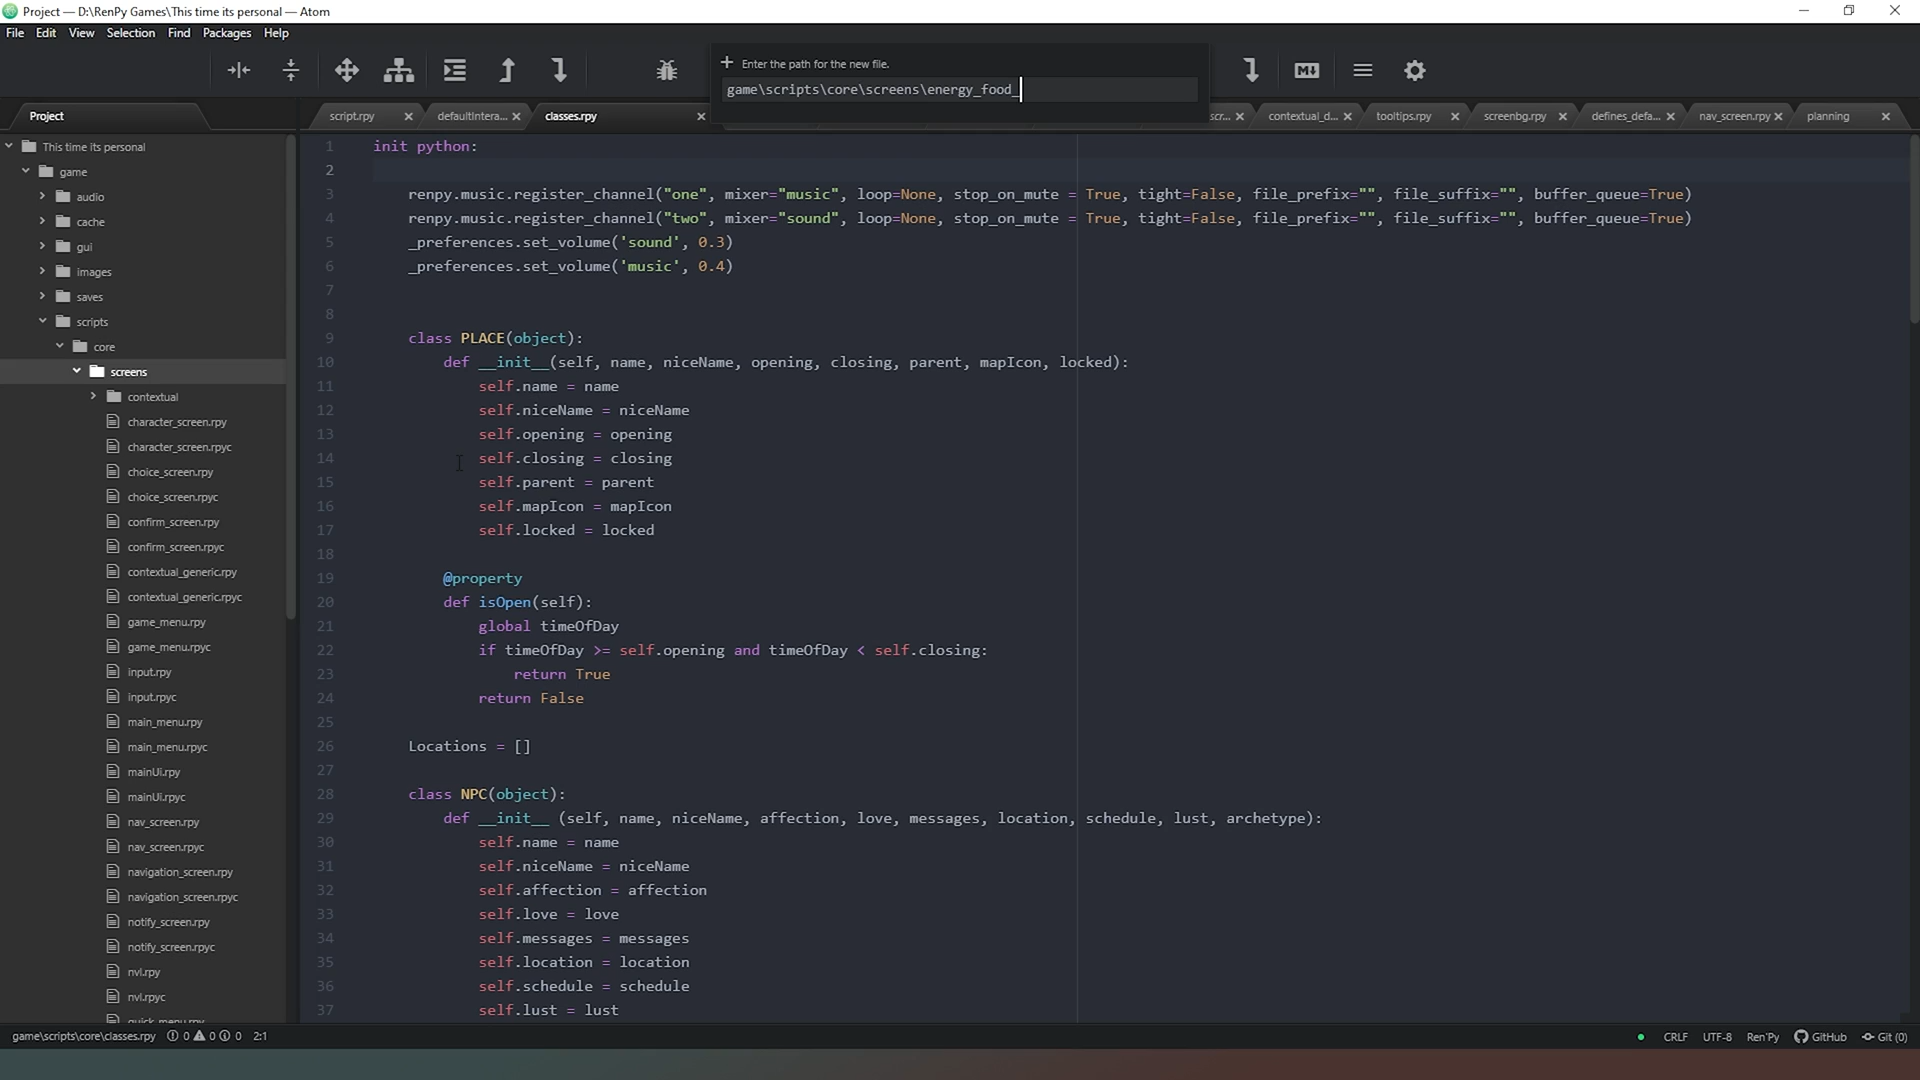 Project — D:\RenPy Games\This time its personal — Atom
File Edit View Selection Find Packages Help
Enter the path for the new file.
game\scripts\core\screens\energy_food_
Project
script.rpy
defaultIntera...
classes.rpy
scr...
contextual_d...
tooltips.rpy
screenbg.rpy
defines_defa...
nav_screen.rpy
planning
This time its personal
game
audio
cache
gui
images
saves
scripts
core
screens
contextual
character_screen.rpy
character_screen.rpyc
choice_screen.rpy
choice_screen.rpyc
confirm_screen.rpy
confirm_screen.rpyc
contextual_generic.rpy
contextual_generic.rpyc
game_menu.rpy
game_menu.rpyc
input.rpy
input.rpyc
main_menu.rpy
main_menu.rpyc
mainUi.rpy
mainUi.rpyc
nav_screen.rpy
nav_screen.rpyc
navigation_screen.rpy
navigation_screen.rpyc
notify_screen.rpy
notify_screen.rpyc
nvl.rpy
nvl.rpyc
quick_menu.rpy
1 init python:
2
3 renpy.music.register_channel("one", mixer="music", loop=None, stop_on_mute = True, tight=False, file_prefix="", file_suffix="", buffer_queue=True)
4 renpy.music.register_channel("two", mixer="sound", loop=None, stop_on_mute = True, tight=False, file_prefix="", file_suffix="", buffer_queue=True)
5 _preferences.set_volume('sound', 0.3)
6 _preferences.set_volume('music', 0.4)
7
8
9 class PLACE(object):
10 def __init__(self, name, niceName, opening, closing, parent, mapIcon, locked):
11 self.name = name
12 self.niceName = niceName
13 self.opening = opening
14 self.closing = closing
15 self.parent = parent
16 self.mapIcon = mapIcon
17 self.locked = locked
18
19 @property
20 def isOpen(self):
21 global timeOfDay
22 if timeOfDay >= self.opening and timeOfDay < self.closing:
23 return True
24 return False
25
26 Locations = []
27
28 class NPC(object):
29 def __init__ (self, name, niceName, affection, love, messages, location, schedule, lust, archetype):
30 self.name = name
31 self.niceName = niceName
32 self.affection = affection
33 self.love = love
34 self.messages = messages
35 self.location = location
36 self.schedule = schedule
37 self.lust = lust
game\scripts\core\classes.rpy 0 0 0 2:1 CRLF UTF-8 Ren'Py GitHub Git (0)